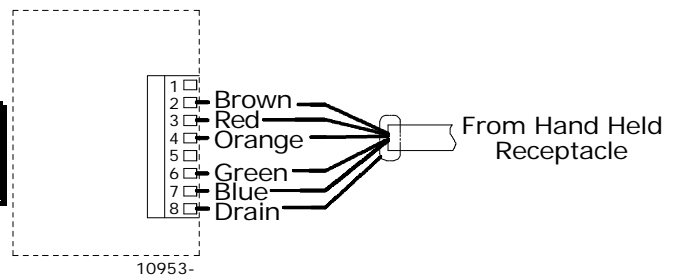 1
2 Brown
3 Red
4 Orange
5
6 Green
7 Blue
8 Drain
From Hand Held
Receptacle
10953-